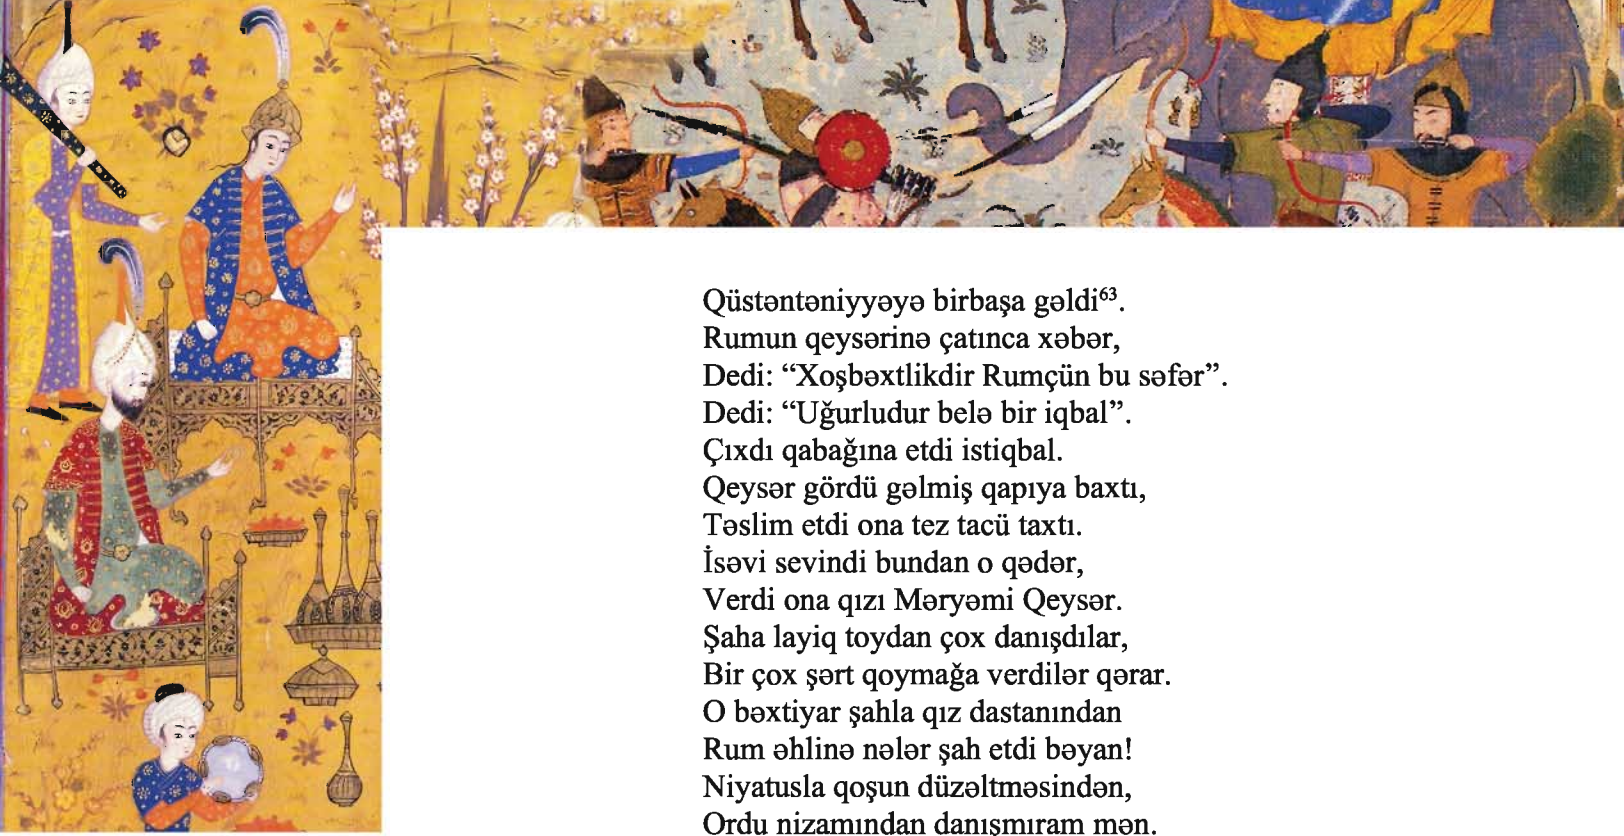 Qüstəntəniyyəyə birbaşa gəldi⁶³.
Rumun qeysərinə çatınca xəbər,
Dedi: “Xoşbəxtlikdir Rumçün bu səfər”.
Dedi: “Uğurludur belə bir iqbal”.
Çıxdı qabağına etdi istiqbal.
Qeysər gördü gəlmiş qapıya baxtı,
Təslim etdi ona tez tacü taxtı.
İsəvi sevindi bundan o qədər,
Verdi ona qızı Məryəmi Qeysər.
Şaha layiq toydan çox danışdılar,
Bir çox şərt qoymağa verdilər qərar.
O bəxtiyar şahla qız dastanından
Rum əhlinə nələr şah etdi bəyan!
Niyatusla qoşun düzəltməsindən,
Ordu nizamından danışmıram mən.